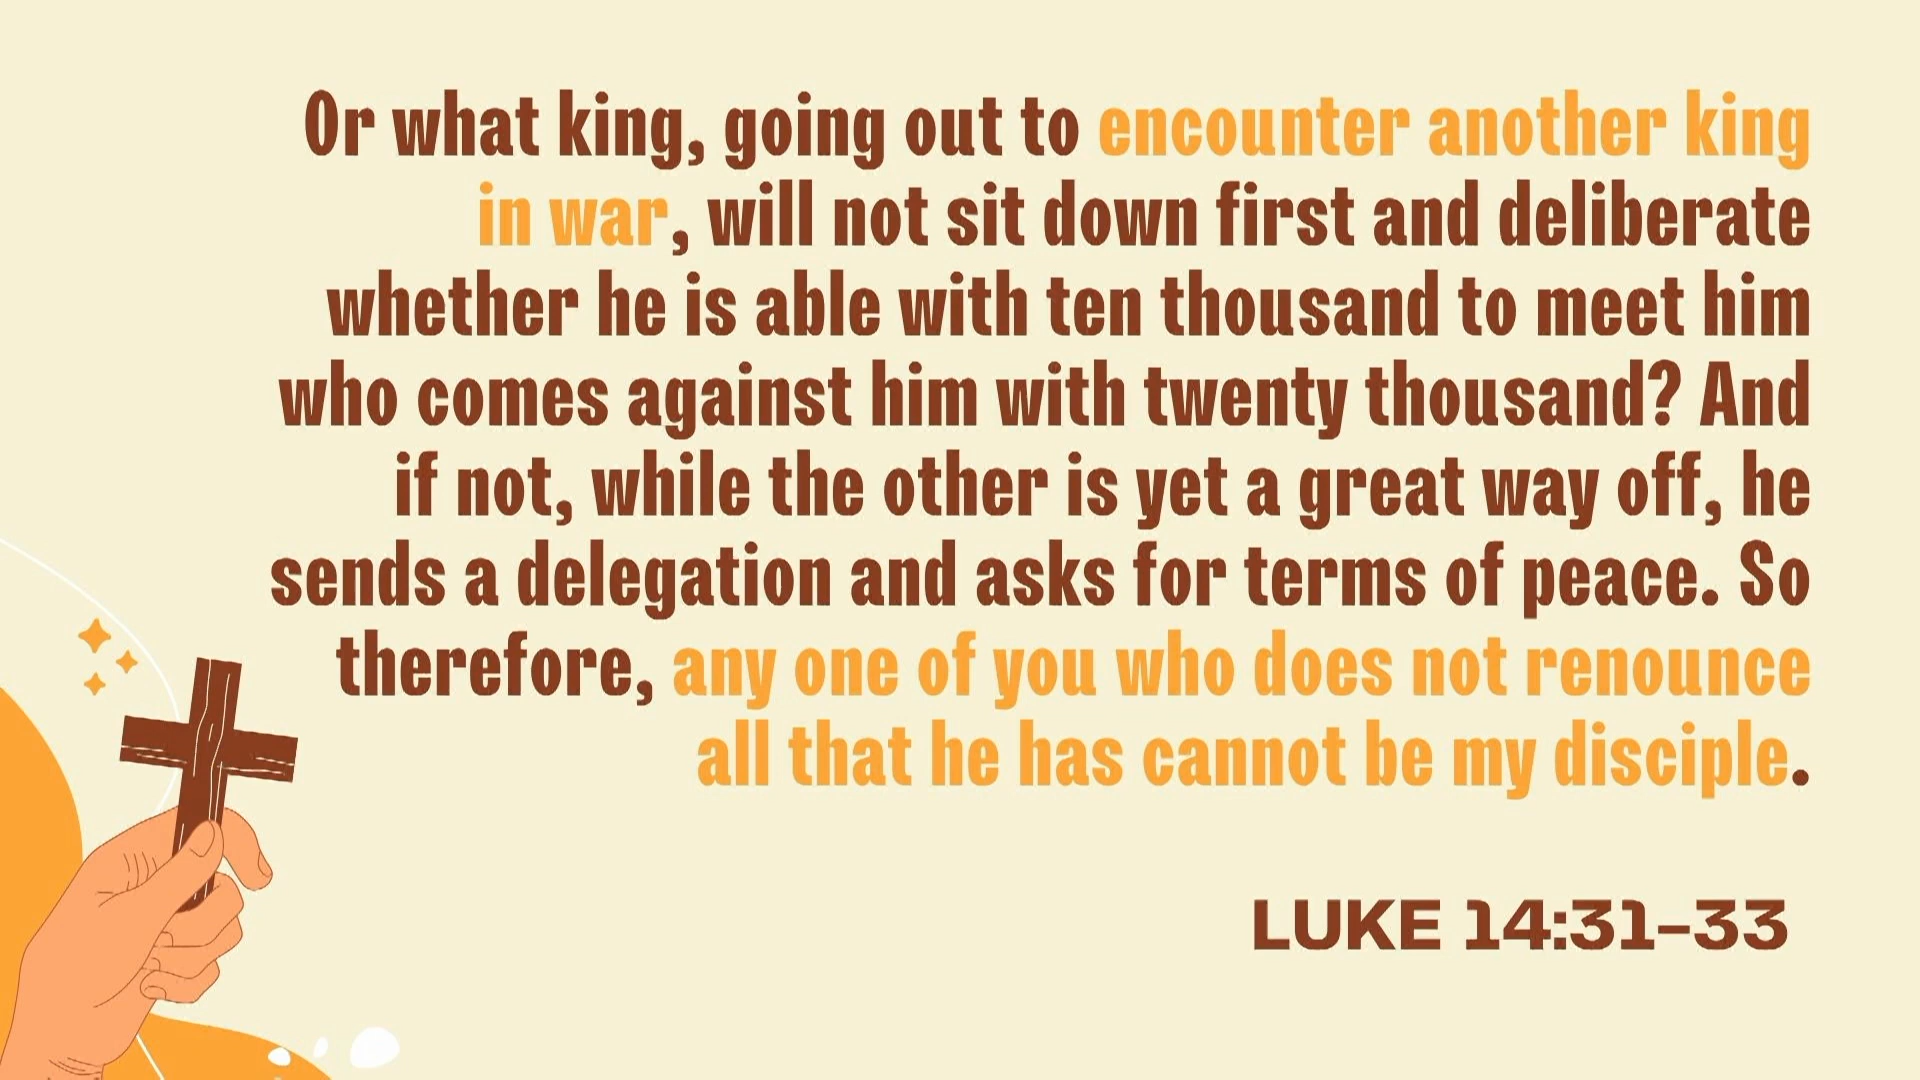 Or what king, going out to encounter another king
in war, will not sit down first and deliberate
whether he is able with ten thousand to meet him
who comes against him with twenty thousand? And
if not, while the other is yet a great way off, he
sends a delegation and asks for terms of peace. So
therefore, any one of you who does not renounce
all that he has cannot be my disciple.
LUKE 14:31–33